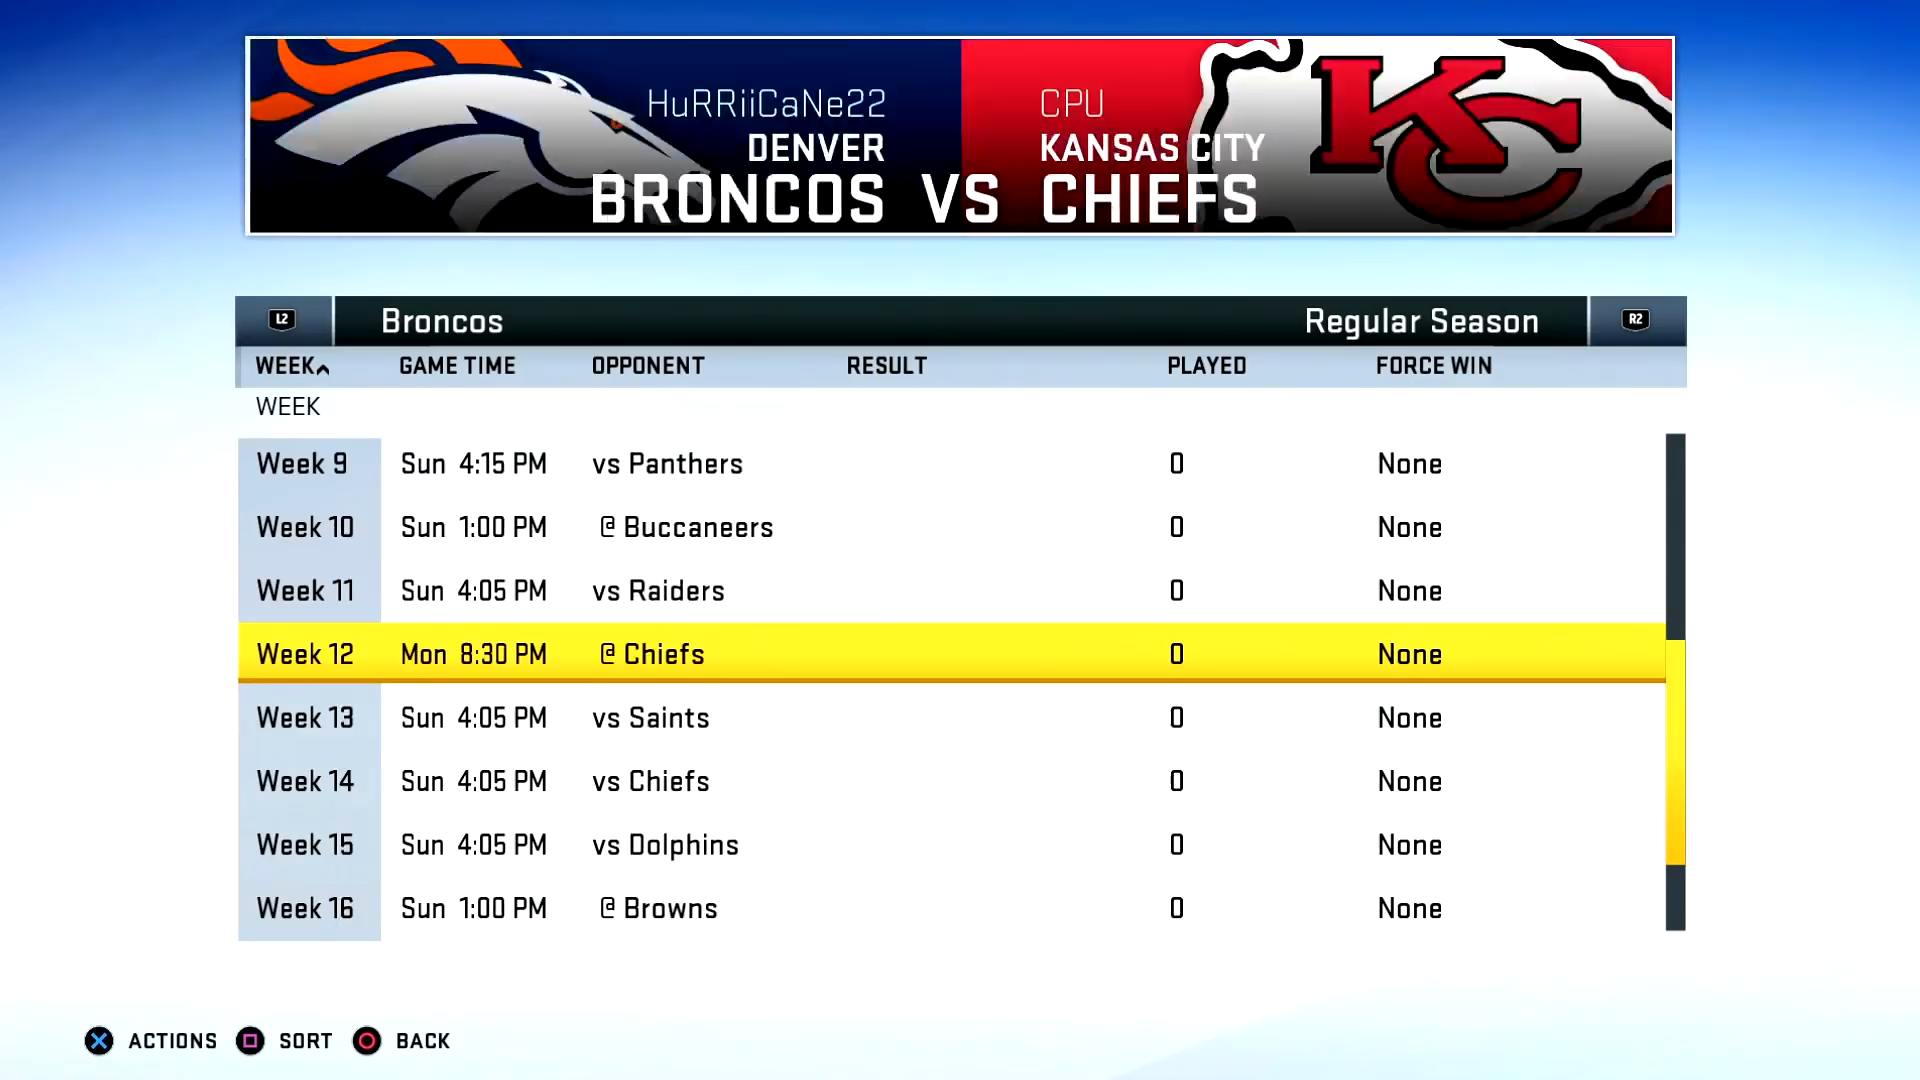 HuRRiiCaNe22 CPU
DENVER KANSAS CITY
BRONCOS VS CHIEFS
KC
L2 Broncos Regular Season R2
WEEK GAME TIME OPPONENT RESULT PLAYED FORCE WIN
WEEK
Week 9 Sun 4:15 PM vs Panthers 0 None
Week 10 Sun 1:00 PM @ Buccaneers 0 None
Week 11 Sun 4:05 PM vs Raiders 0 None
Week 12 Mon 8:30 PM @ Chiefs 0 None
Week 13 Sun 4:05 PM vs Saints 0 None
Week 14 Sun 4:05 PM vs Chiefs 0 None
Week 15 Sun 4:05 PM vs Dolphins 0 None
Week 16 Sun 1:00 PM @ Browns 0 None
ACTIONS SORT BACK